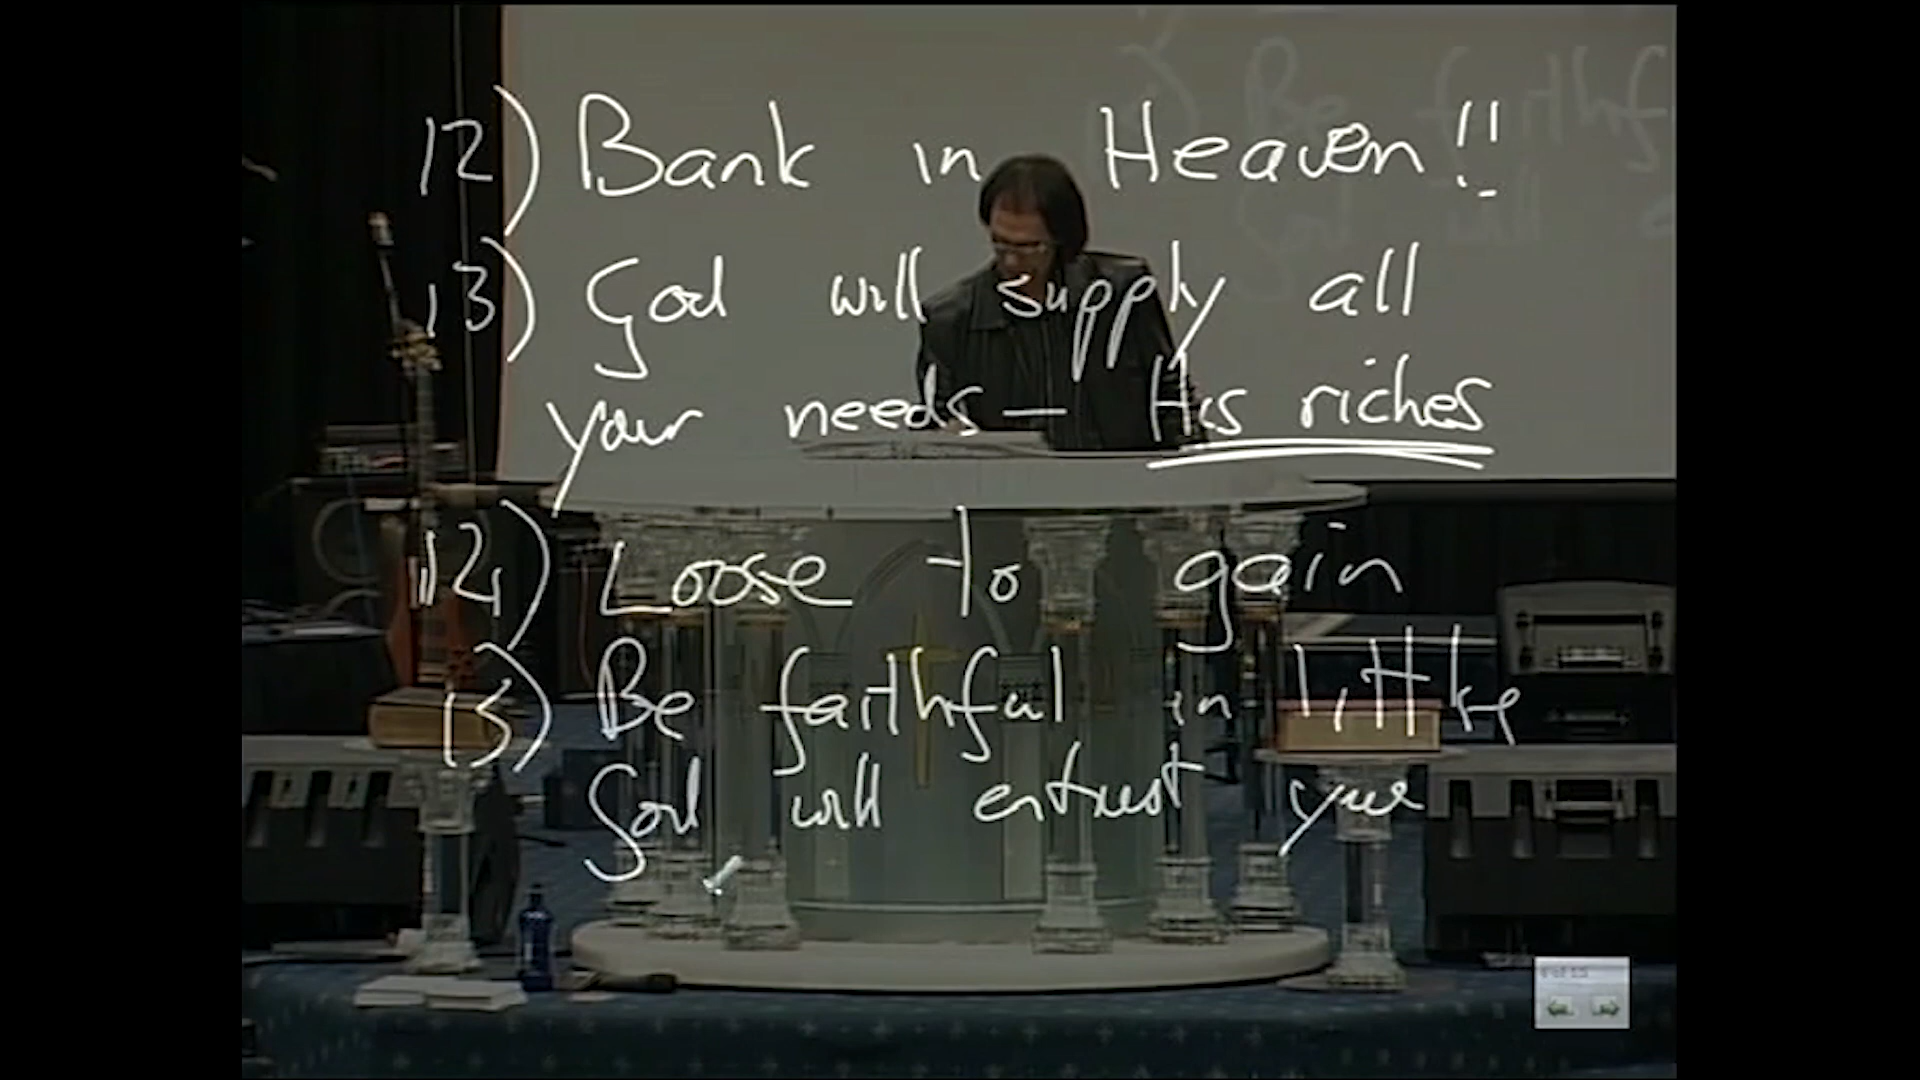 12) Bank in Heaven!!
13) God will supply all
your needs — His riches
14) Loose to gain
15) Be faithful in little
God will entrust you